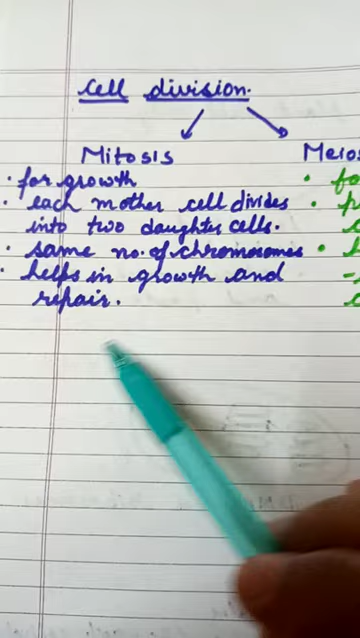 Cell division.
Mitosis
• for growth
• each mother cell divides
into two daughter cells.
• same no. of chromosomes
• helps in growth and
repair.